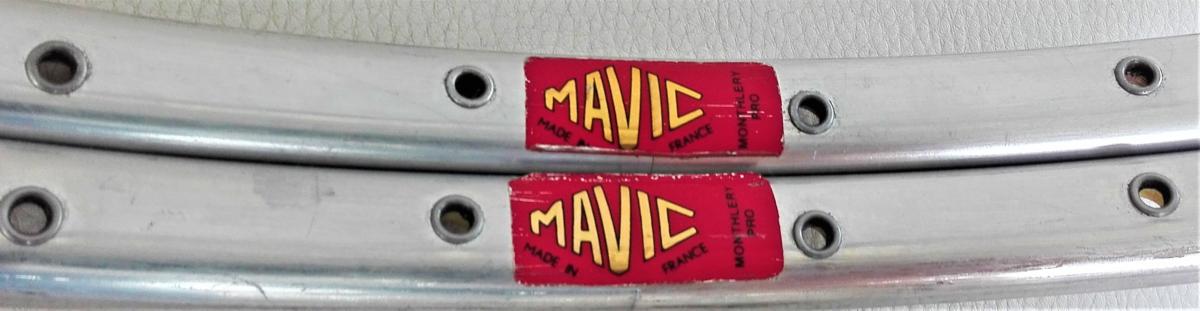 MAVIC
MADE IN
FRANCE
MONTHLERY
PRO
MAVIC
MADE IN
FRANCE
MONTHLERY
PRO